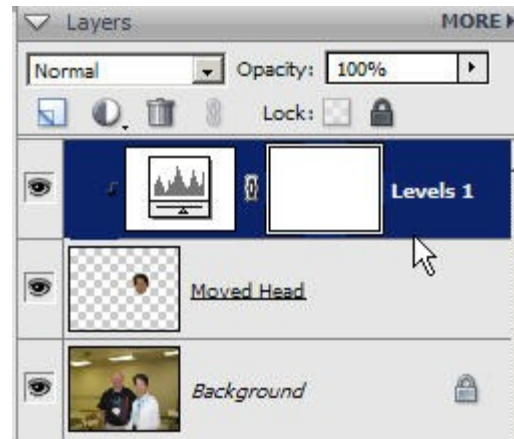 Layers MORE
Normal Opacity: 100%
Lock:
Levels 1
Moved Head
Background